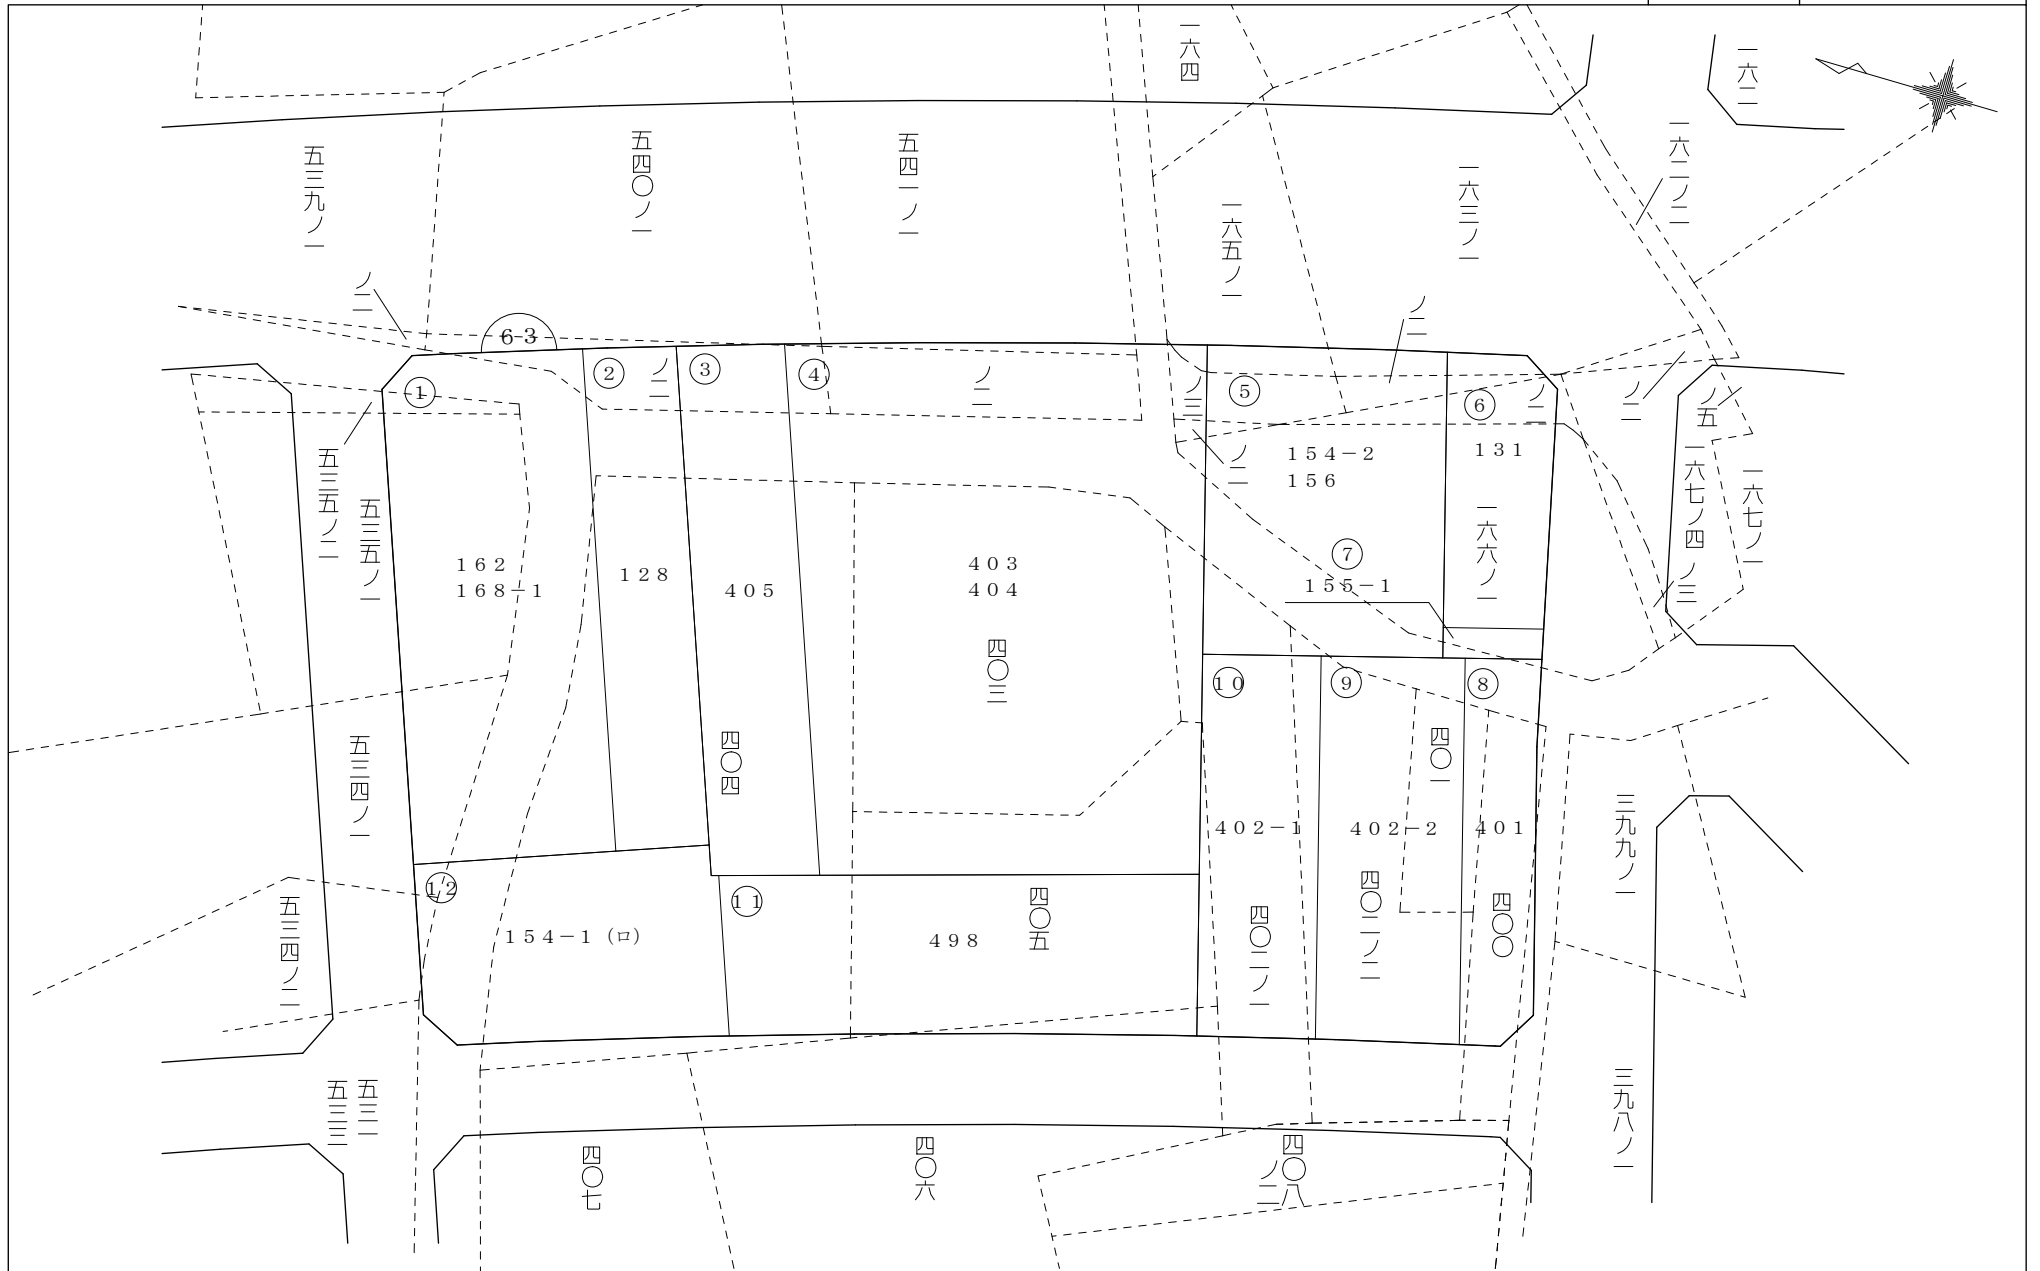 一六四
一六二
五三九ノ一
五四〇ノ一
五四一ノ一
一六五ノ一
一六三ノ一
一六二ノ二
ノ二
６３
①
②
ノ二
③
④
ノ二
ノ三
⑤
ノ二
⑥
ノ二
ノ二
ノ五
五三五ノ二
五三五ノ一
ノ二
１５４－２
１５６
１３１
一六六ノ一
一六七ノ四
一六七ノ一
ノ三
１６２
１６８－１
１２８
４０５
４０３
４０４
⑦
１５５－１
四〇三
１０
⑨
⑧
四〇四
五三四ノ一
四〇一
４０２－１
４０２－２
４０１
三九九ノ一
１２
１１
四〇五
四〇二ノ一
四〇二ノ二
四〇〇
五三四ノ二
１５４－１（ロ）
４９８
五三三
五三二
三九八ノ一
四〇七
四〇六
四〇八
ノ二